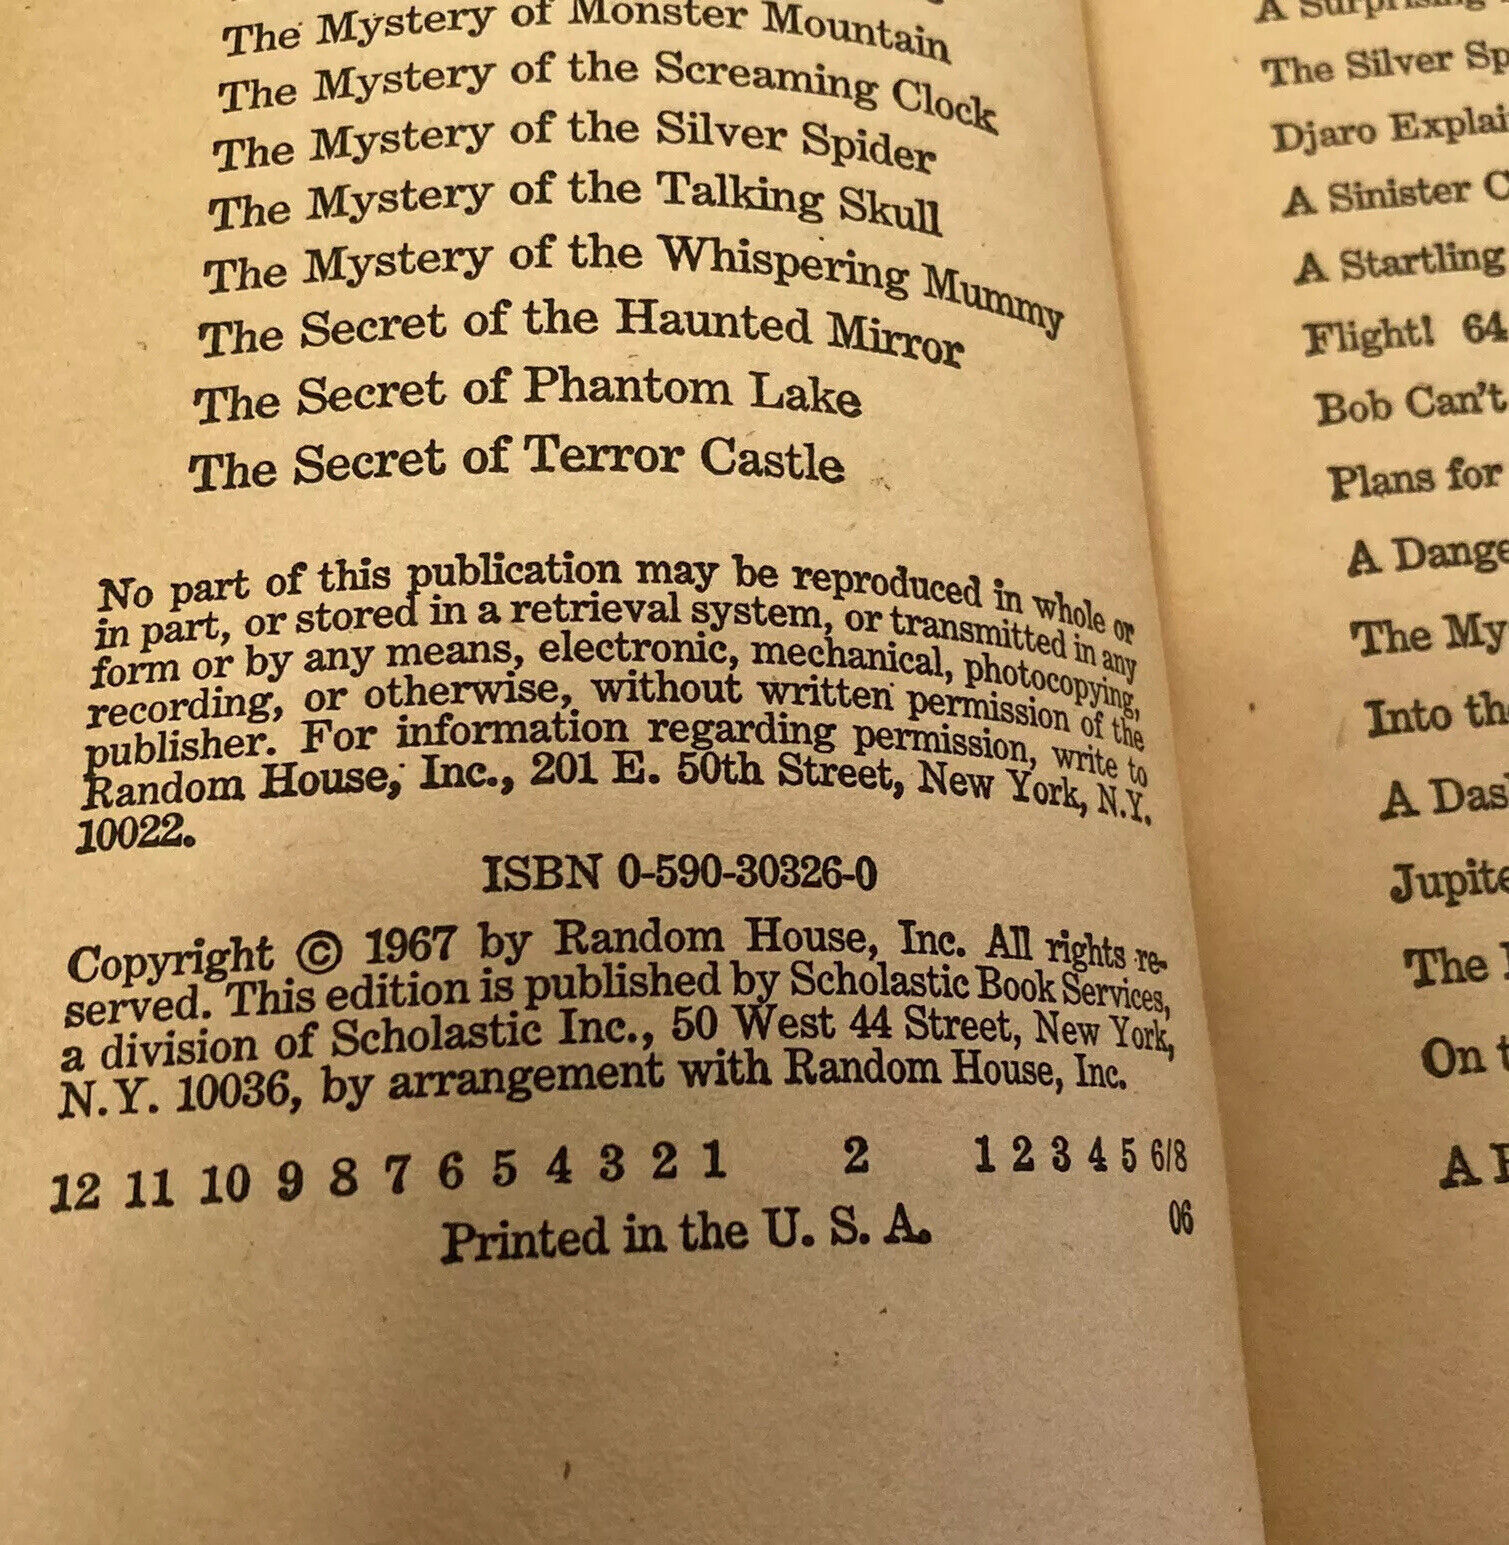 The Mystery of Monster Mountain
The Mystery of the Screaming Clock
The Mystery of the Silver Spider
The Mystery of the Talking Skull
The Mystery of the Whispering Mummy
The Secret of the Haunted Mirror
The Secret of Phantom Lake
The Secret of Terror Castle
No part of this publication may be reproduced in whole or
in part, or stored in a retrieval system, or transmitted in any
form or by any means, electronic, mechanical, photocopying,
recording, or otherwise, without written permission of the
publisher. For information regarding permission, write to
Random House, Inc., 201 E. 50th Street, New York, N.Y.
10022.
ISBN 0-590-30326-0
Copyright © 1967 by Random House, Inc. All rights re-
served. This edition is published by Scholastic Book Services,
a division of Scholastic Inc., 50 West 44 Street, New York,
N.Y. 10036, by arrangement with Random House, Inc.
12 11 10 9 8 7 6 5 4 3 2 1 2 1 2 3 4 5 6/8
Printed in the U. S. A. 06
A Surprising
The Silver Sp
Djaro Explai
A Sinister C
A Startling
Flight! 64
Bob Can't
Plans for
A Dange
The My
Into th
A Das
Jupite
The
On t
A